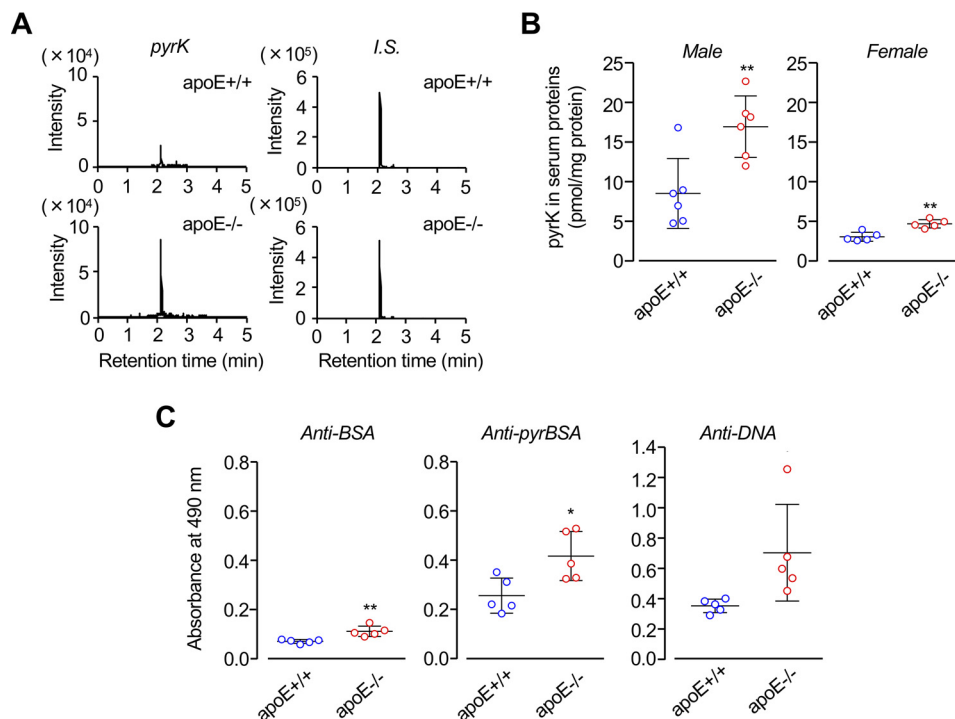 A
pyrK
I.S.
(×10⁴)
apoE+/+
Intensity
10
5
0
0 1 2 3 4 5
(×10⁵)
apoE+/+
Intensity
6
4
2
0
0 1 2 3 4 5
(×10⁴)
apoE-/-
Intensity
10
5
0
0 1 2 3 4 5
Retention time (min)
(×10⁵)
apoE-/-
Intensity
6
4
2
0
0 1 2 3 4 5
Retention time (min)
B
Male
Female
pyrK in serum proteins
(pmol/mg protein)
25
20
15
10
5
0
**
apoE+/+
apoE-/-
25
20
15
10
5
0
**
apoE+/+
apoE-/-
C
Anti-BSA
Anti-pyrBSA
Anti-DNA
Absorbance at 490 nm
0.8
0.6
0.4
0.2
0.0
**
apoE+/+
apoE-/-
0.8
0.6
0.4
0.2
0.0
*
apoE+/+
apoE-/-
1.4
1.2
1.0
0.8
0.6
0.4
0.2
0.0
apoE+/+
apoE-/-